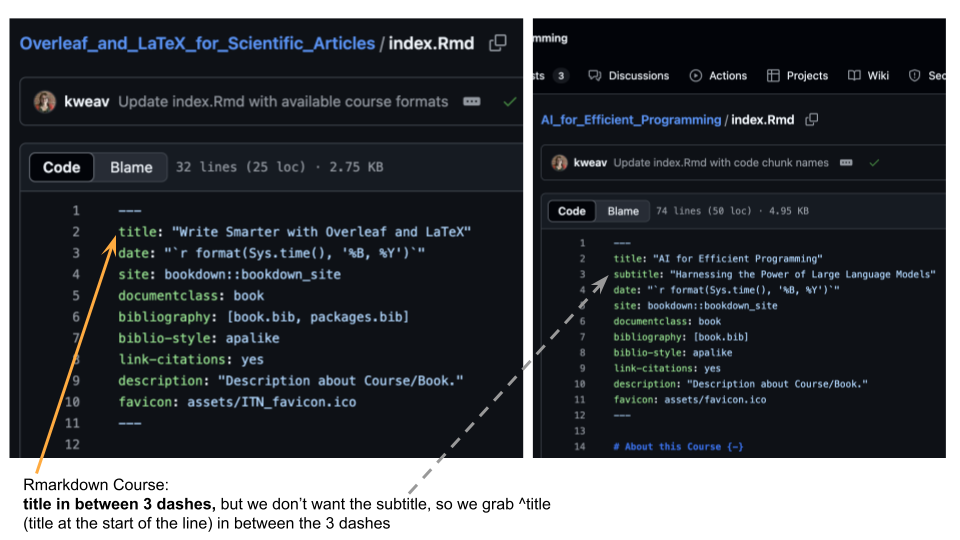 Overleaf_and_LaTeX_for_Scientific_Articles / index.Rmd
kweav Update index.Rmd with available course formats
Code Blame 32 lines (25 loc) · 2.75 KB
1 ---
2 title: "Write Smarter with Overleaf and LaTeX"
3 date: "`r format(Sys.time(), '%B, %Y')`"
4 site: bookdown::bookdown_site
5 documentclass: book
6 bibliography: [book.bib, packages.bib]
7 biblio-style: apalike
8 link-citations: yes
9 description: "Description about Course/Book."
10 favicon: assets/ITN_favicon.ico
11 ---
12
mming
sts 3 Discussions Actions Projects Wiki Sec
AI_for_Efficient_Programming / index.Rmd
kweav Update index.Rmd with code chunk names
Code Blame 74 lines (50 loc) · 4.95 KB
1 ---
2 title: "AI for Efficient Programming"
3 subtitle: "Harnessing the Power of Large Language Models"
4 date: "`r format(Sys.time(), '%B, %Y')`"
5 site: bookdown::bookdown_site
6 documentclass: book
7 bibliography: [book.bib]
8 biblio-style: apalike
9 link-citations: yes
10 description: "Description about Course/Book."
11 favicon: assets/favicon.ico
12 ---
13
14 # About this Course {-}
Rmarkdown Course:
title in between 3 dashes, but we don't want the subtitle, so we grab ^title
(title at the start of the line) in between the 3 dashes